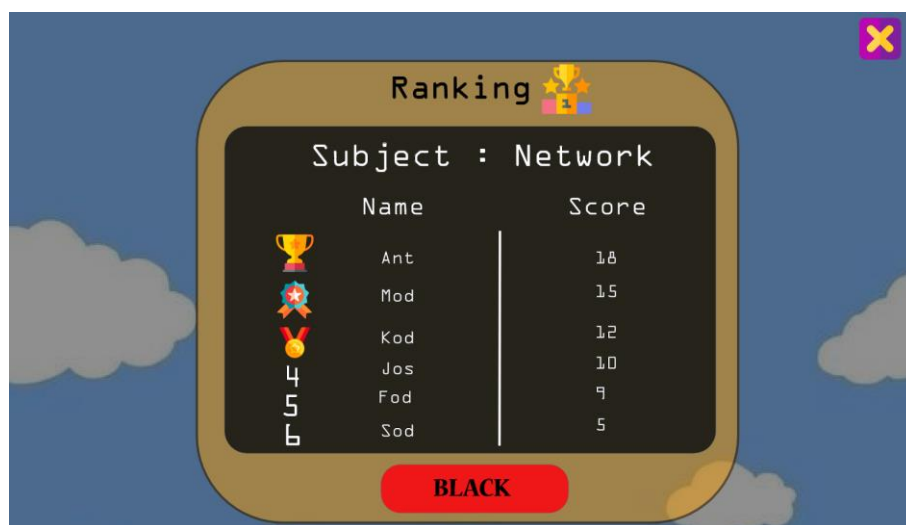 Ranking
1
Subject : Network
Name Score
Ant 18
Mod 15
Kod 12
4 Jos 10
5 Fod 9
6 Sod 5
BLACK